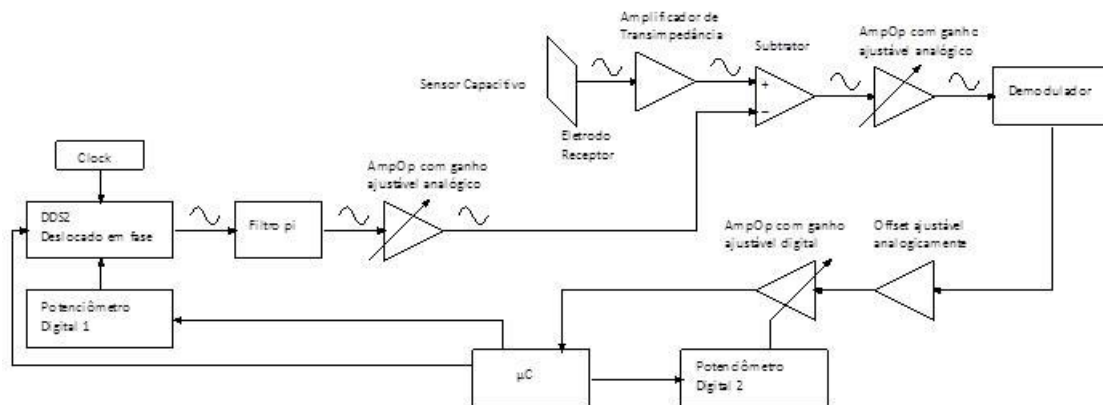 Amplificador de
Transimpedância
Subtrator
AmpOp com ganho
ajustável analógico
Sensor Capacitivo
+
−
Demodulador
Eletrodo
Receptor
Clock
AmpOp com ganho
ajustável analógico
DDS2
Deslocado em fase
Filtro pi
AmpOp com ganho
ajustável digital
Offset ajustável
analogicamente
Potenciômetro
Digital 1
µC
Potenciômetro
Digital 2